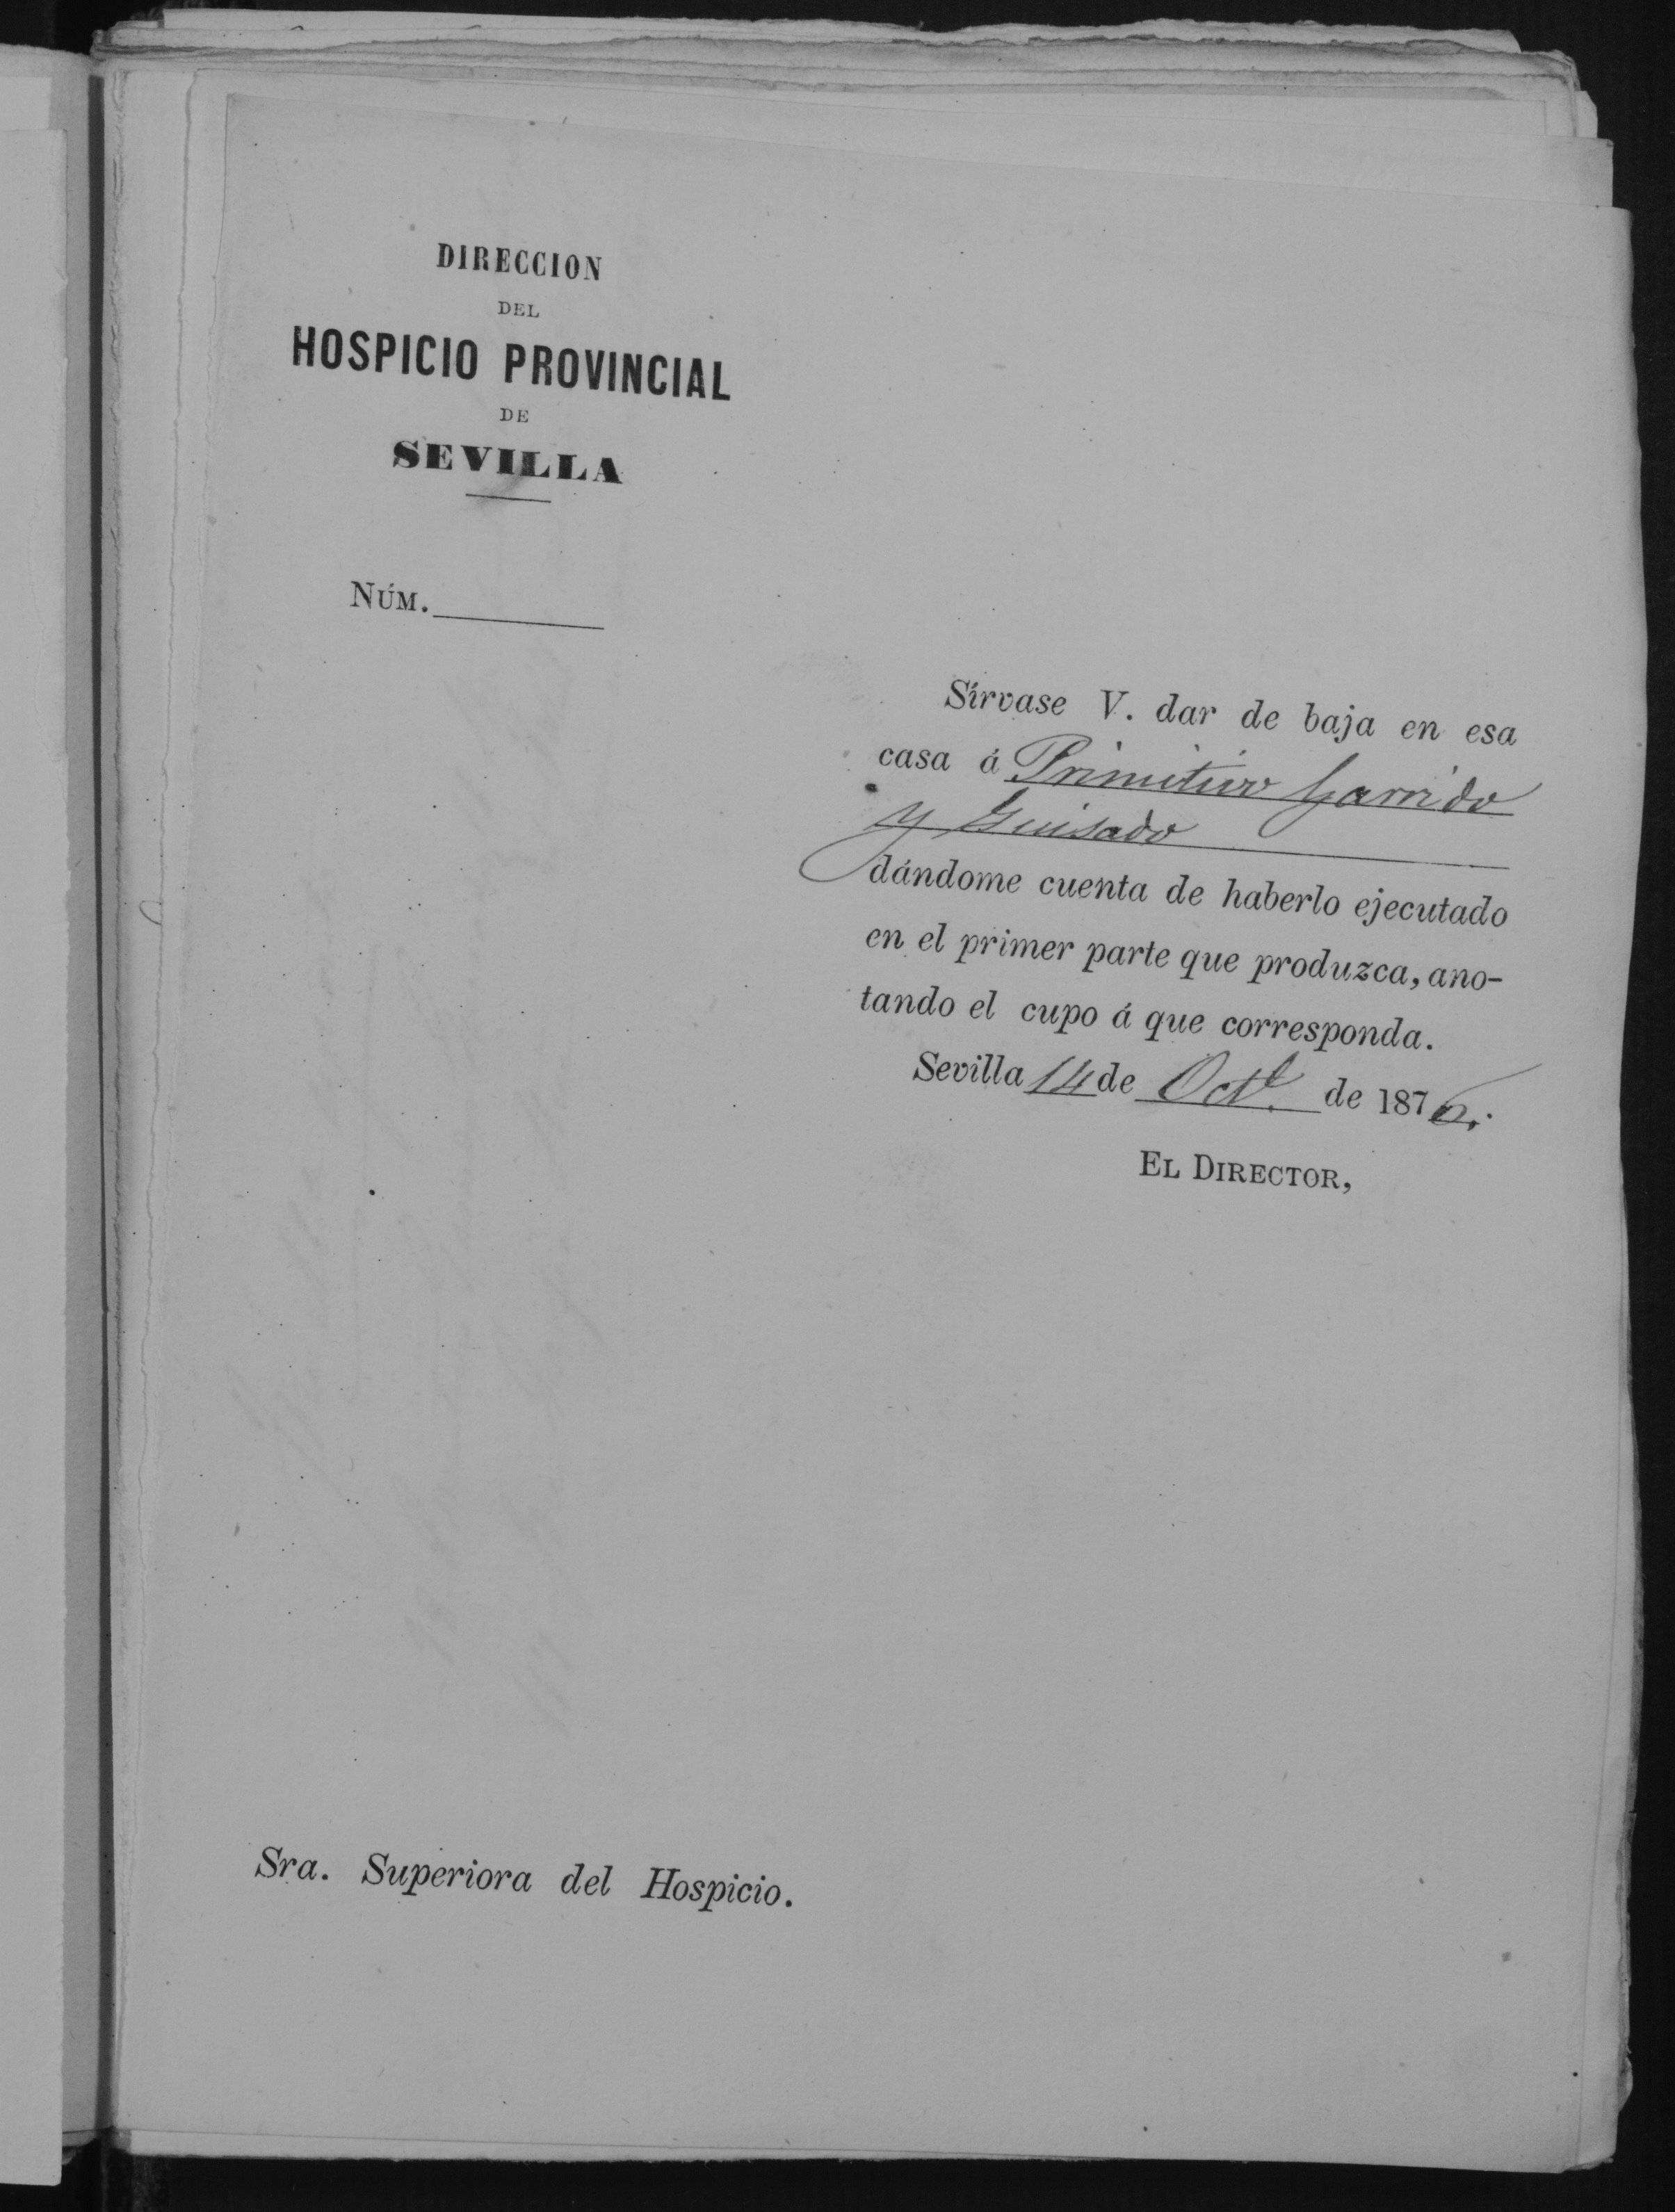 DIRECCION
DEL
HOSPICIO PROVINCIAL
DE
SEVILLA
NÚM.
Sírvase V. dar de baja en esa
casa á Primitivo Garrido
y Guisado
dándome cuenta de haberlo ejecutado
en el primer parte que produzca, ano-
tando el cupo á que corresponda.
Sevilla 14 de Oct.e de 1876.
EL DIRECTOR,
Sra. Superiora del Hospicio.